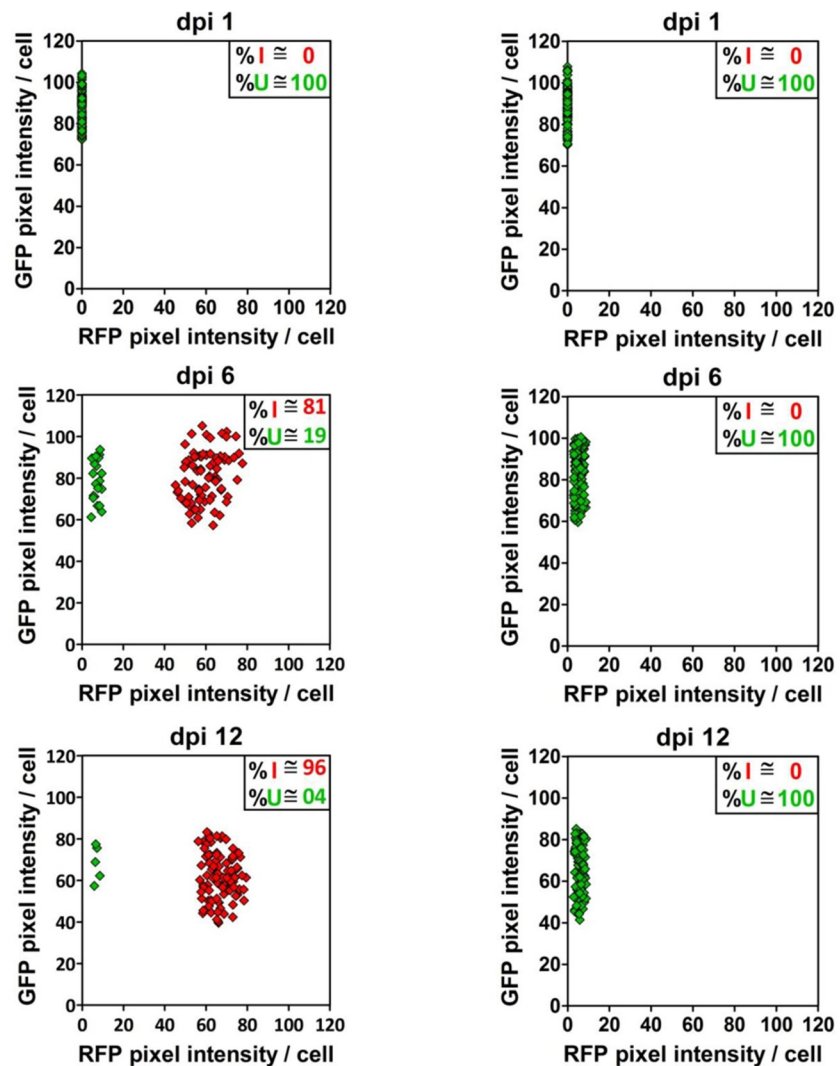 dpi 1
% I ≅ 0
%U≅100
GFP pixel intensity / cell
120
100
80
60
40
20
0
0 20 40 60 80 100 120
RFP pixel intensity / cell
dpi 1
% I ≅ 0
%U≅100
GFP pixel intensity / cell
120
100
80
60
40
20
0
0 20 40 60 80 100 120
RFP pixel intensity / cell
dpi 6
% I ≅ 81
%U≅ 19
GFP pixel intensity / cell
120
100
80
60
40
20
0
0 20 40 60 80 100 120
RFP pixel intensity / cell
dpi 6
% I ≅ 0
%U≅100
GFP pixel intensity / cell
120
100
80
60
40
20
0
0 20 40 60 80 100 120
RFP pixel intensity / cell
dpi 12
% I ≅ 96
%U≅ 04
GFP pixel intensity / cell
120
100
80
60
40
20
0
0 20 40 60 80 100 120
RFP pixel intensity / cell
dpi 12
% I ≅ 0
%U≅100
GFP pixel intensity / cell
120
100
80
60
40
20
0
0 20 40 60 80 100 120
RFP pixel intensity / cell